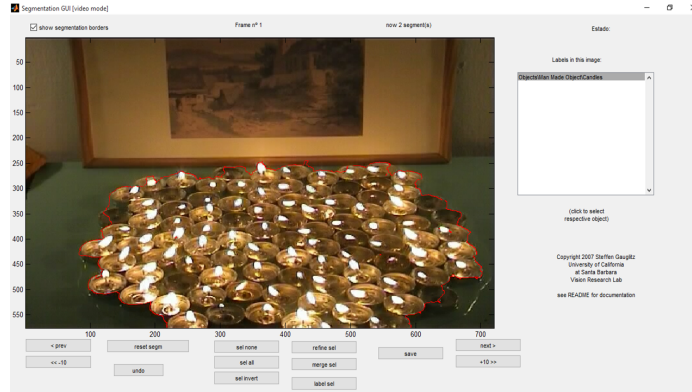 Segmentation GUI [video mode]
show segmentation borders
Frame nº 1
now 2 segment(s)
Estado:
Labels in this image:
Objects\Man Made Object\Candles
50
100
150
200
250
300
350
400
450
500
550
100
200
300
400
500
600
700
(click to select
respective object)
Copyright 2007 Steffen Gauglitz
University of California
at Santa Barbara
Vision Research Lab
see README for documentation
< prev
reset segm
sel none
refine sel
save
next >
<< -10
undo
sel all
merge sel
+10 >>
sel invert
label sel